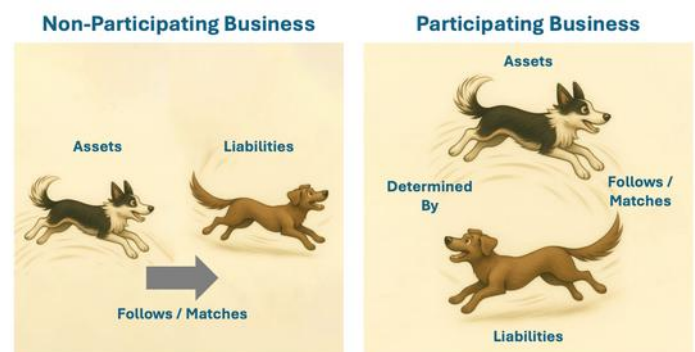 Non-Participating Business
Assets
Liabilities
Follows / Matches
Participating Business
Assets
Determined
By
Follows /
Matches
Liabilities